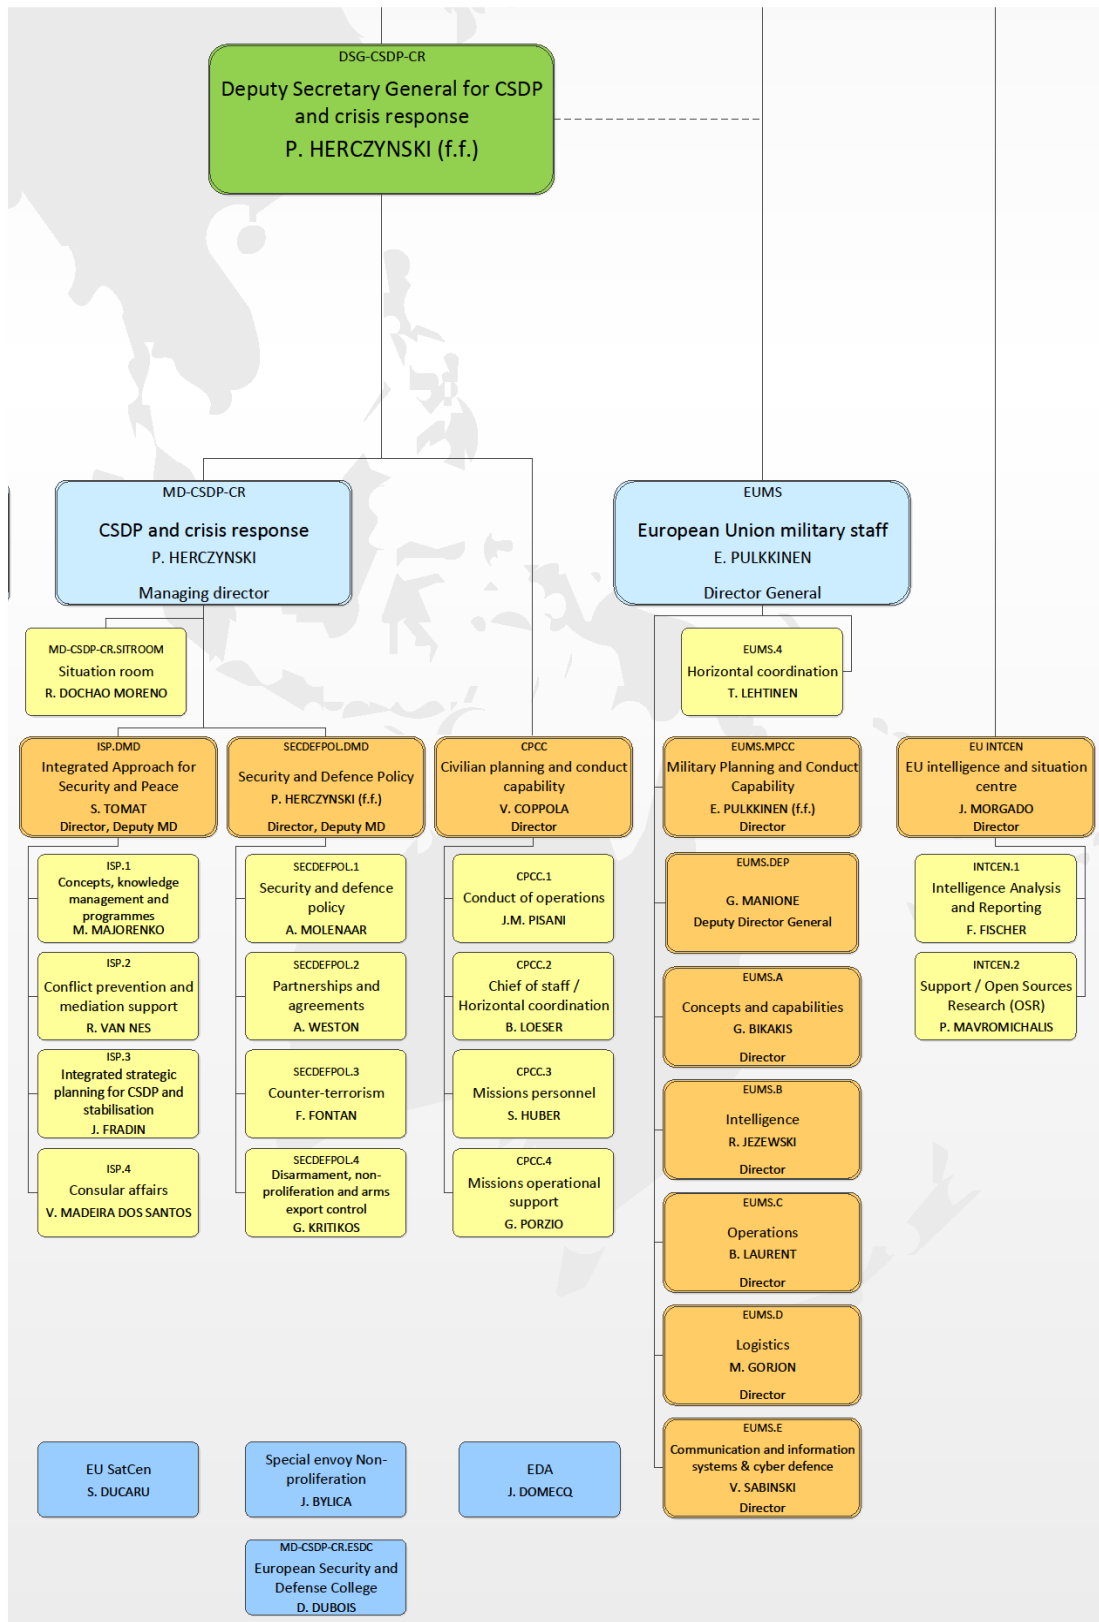 DSG-CSDP-CR
Deputy Secretary General for CSDP
and crisis response
P. HERCZYNSKI (f.f.)
MD-CSDP-CR
CSDP and crisis response
P. HERCZYNSKI
Managing director
EUMS
European Union military staff
E. PULKKINEN
Director General
MD-CSDP-CR.SITROOM
Situation room
R. DOCHAO MORENO
EUMS.4
Horizontal coordination
T. LEHTINEN
ISP.DMD
Integrated Approach for
Security and Peace
S. TOMAT
Director, Deputy MD
SECDEFPOL.DMD
Security and Defence Policy
P. HERCZYNSKI (f.f.)
Director, Deputy MD
CPCC
Civilian planning and conduct
capability
V. COPPOLA
Director
EUMS.MPCC
Military Planning and Conduct
Capability
E. PULKKINEN (f.f.)
Director
EU INTCEN
EU intelligence and situation
centre
J. MORGADO
Director
ISP.1
Concepts, knowledge
management and
programmes
M. MAJORENKO
ISP.2
Conflict prevention and
mediation support
R. VAN NES
ISP.3
Integrated strategic
planning for CSDP and
stabilisation
J. FRADIN
ISP.4
Consular affairs
V. MADEIRA DOS SANTOS
SECDEFPOL.1
Security and defence
policy
A. MOLENAAR
SECDEFPOL.2
Partnerships and
agreements
A. WESTON
SECDEFPOL.3
Counter-terrorism
F. FONTAN
SECDEFPOL.4
Disarmament, non-
proliferation and arms
export control
G. KRITIKOS
CPCC.1
Conduct of operations
J.M. PISANI
CPCC.2
Chief of staff /
Horizontal coordination
B. LOESER
CPCC.3
Missions personnel
S. HUBER
CPCC.4
Missions operational
support
G. PORZIO
EUMS.DEP
G. MANIONE
Deputy Director General
EUMS.A
Concepts and capabilities
G. BIKAKIS
Director
EUMS.B
Intelligence
R. JEZEWSKI
Director
EUMS.C
Operations
B. LAURENT
Director
EUMS.D
Logistics
M. GORJON
Director
EUMS.E
Communication and information
systems & cyber defence
V. SABINSKI
Director
INTCEN.1
Intelligence Analysis
and Reporting
F. FISCHER
INTCEN.2
Support / Open Sources
Research (OSR)
P. MAVROMICHALIS
EU SatCen
S. DUCARU
Special envoy Non-
proliferation
J. BYLICA
EDA
J. DOMECQ
MD-CSDP-CR.ESDC
European Security and
Defense College
D. DUBOIS